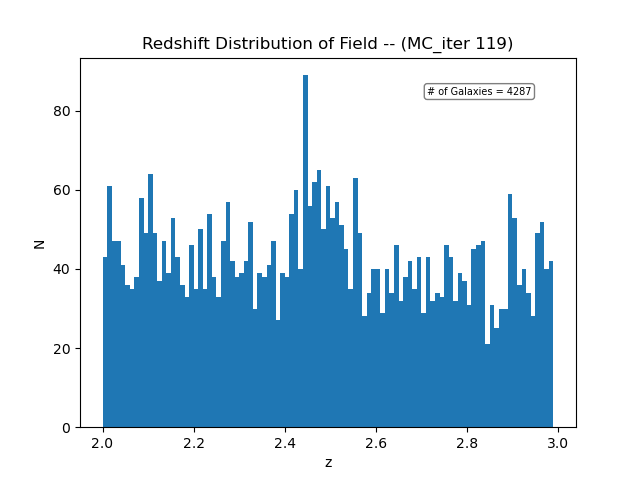 Redshift Distribution of Field -- (MC_iter 119)
# of Galaxies = 4287
80
60
40
20
0
N
2.0 2.2 2.4 2.6 2.8 3.0
z